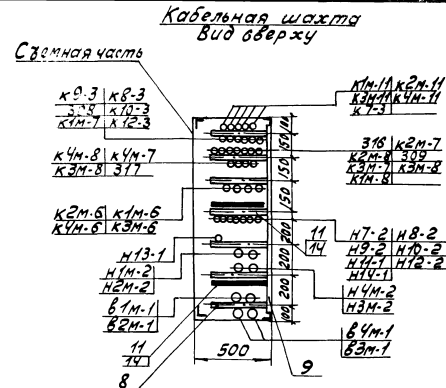 Кабельная шахта
Вид сверху
Съемная часть
к9-3 к8-3
308 к10-3
к1м-7 к12-3
к1м-11 к2м-11
к3м-11 к4м-11
к7-3
к4м-8 к4м-7
к3м-8 317
316 к2м-7
к2м-8 309
к3м-7 к3м-8
к1м-8
к2м-6 к1м-6
к4м-6 к3м-6
н13-1
н1м-2
н2м-2
в1м-1
в2м-1
11
14
8
11
14
н7-2 н8-2
н9-2 н10-2
н11-1 н12-2
н14-1
н4м-2
н3м-2
в4м-1
в3м-1
9
100
150
150
150
200
200
200
100
500